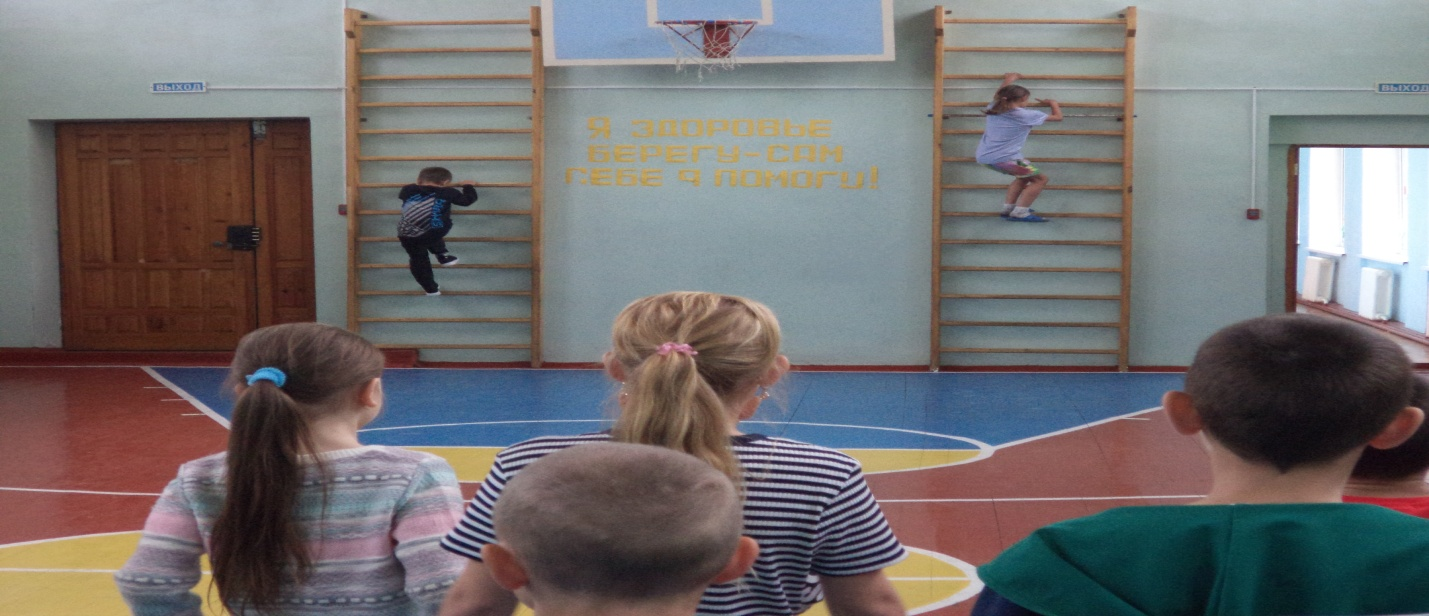 ВЫХОД
Я ЗДОРОВЬЕ
БЕРЕГУ-САМ
СЕБЕ Я ПОМОГУ!
ВЫХОД